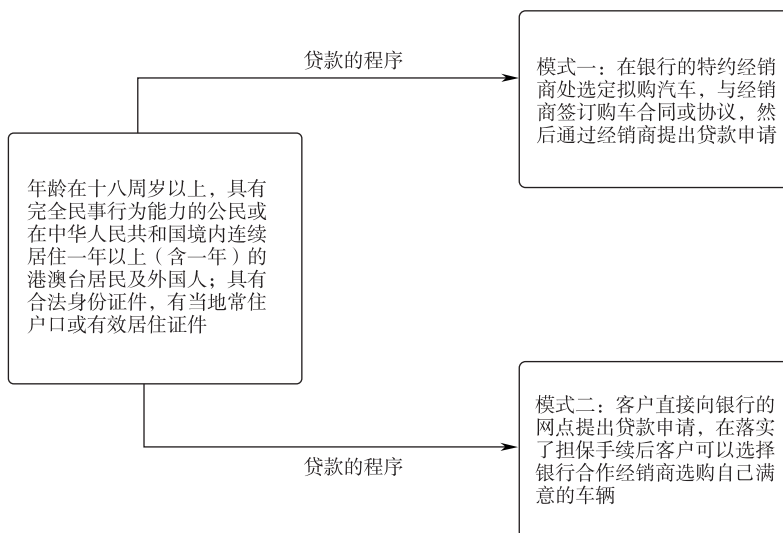 贷款的程序
模式一：在银行的特约经销
商处选定拟购汽车，与经销
商签订购车合同或协议，然
后通过经销商提出贷款申请
年龄在十八周岁以上，具有
完全民事行为能力的公民或
在中华人民共和国境内连续
居住一年以上（含一年）的
港澳台居民及外国人；具有
合法身份证件，有当地常住
户口或有效居住证件
模式二：客户直接向银行的
网点提出贷款申请，在落实
了担保手续后客户可以选择
银行合作经销商选购自己满
意的车辆
贷款的程序